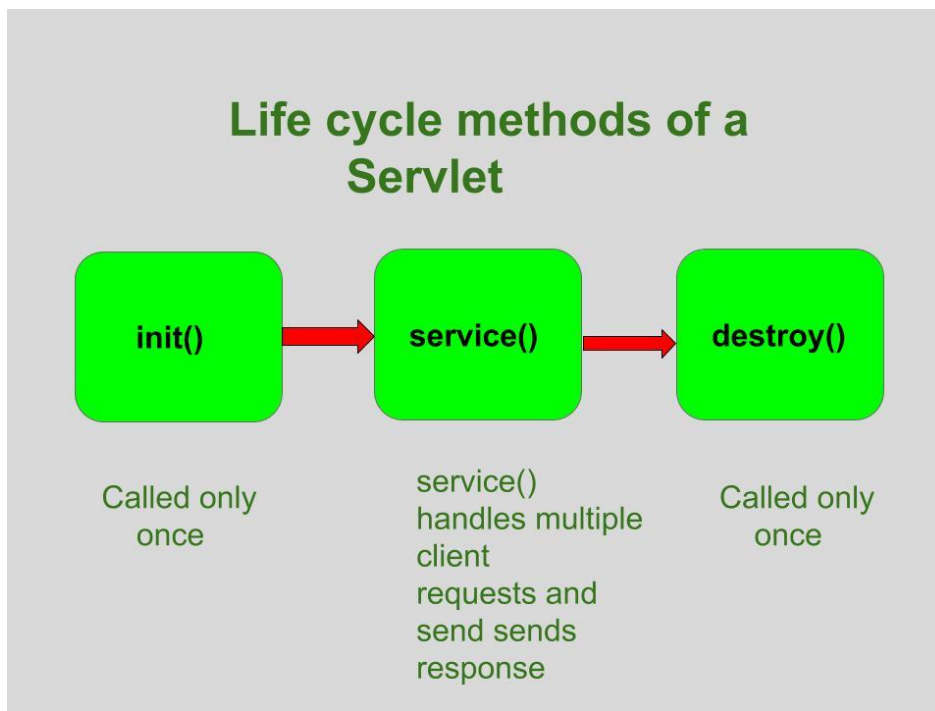 Life cycle methods of a
Servlet
init()
service()
destroy()
Called only
once
service()
handles multiple
client
requests and
send sends
response
Called only
once